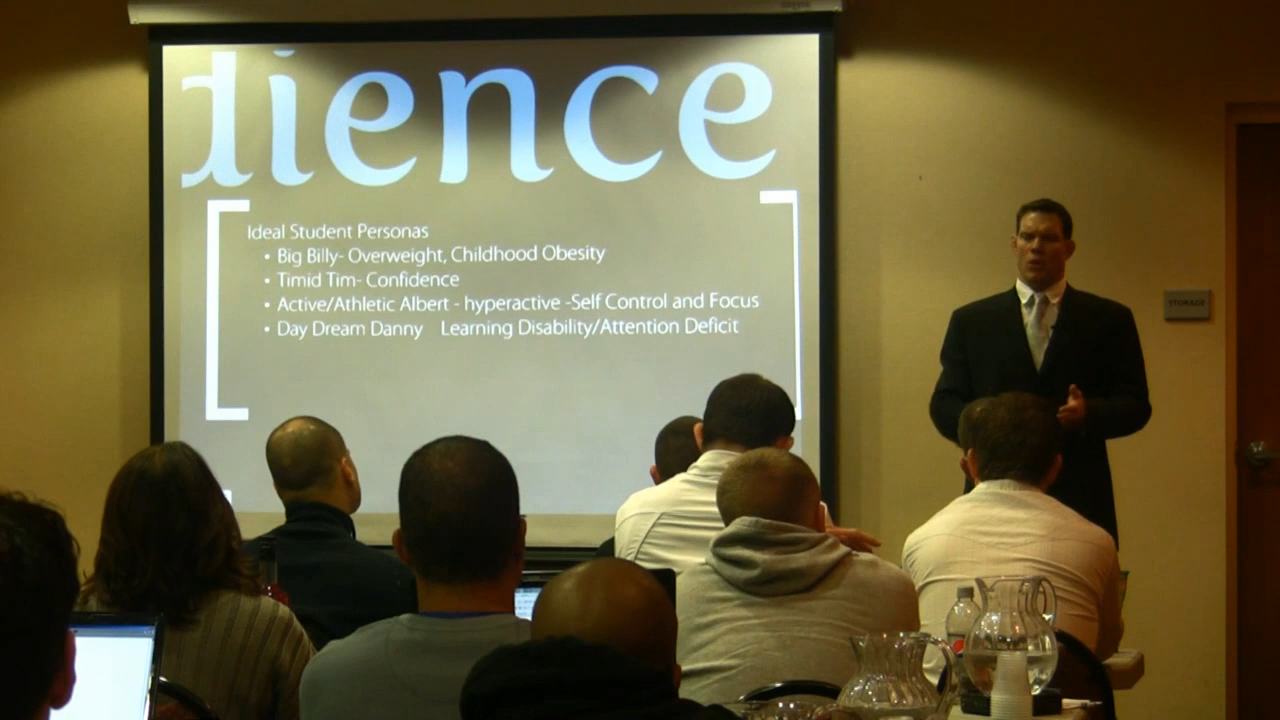 dience
Ideal Student Personas
• Big Billy- Overweight, Childhood Obesity
• Timid Tim- Confidence
• Active/Athletic Albert - hyperactive -Self Control and Focus
• Day Dream Danny Learning Disability/Attention Deficit
STORAGE